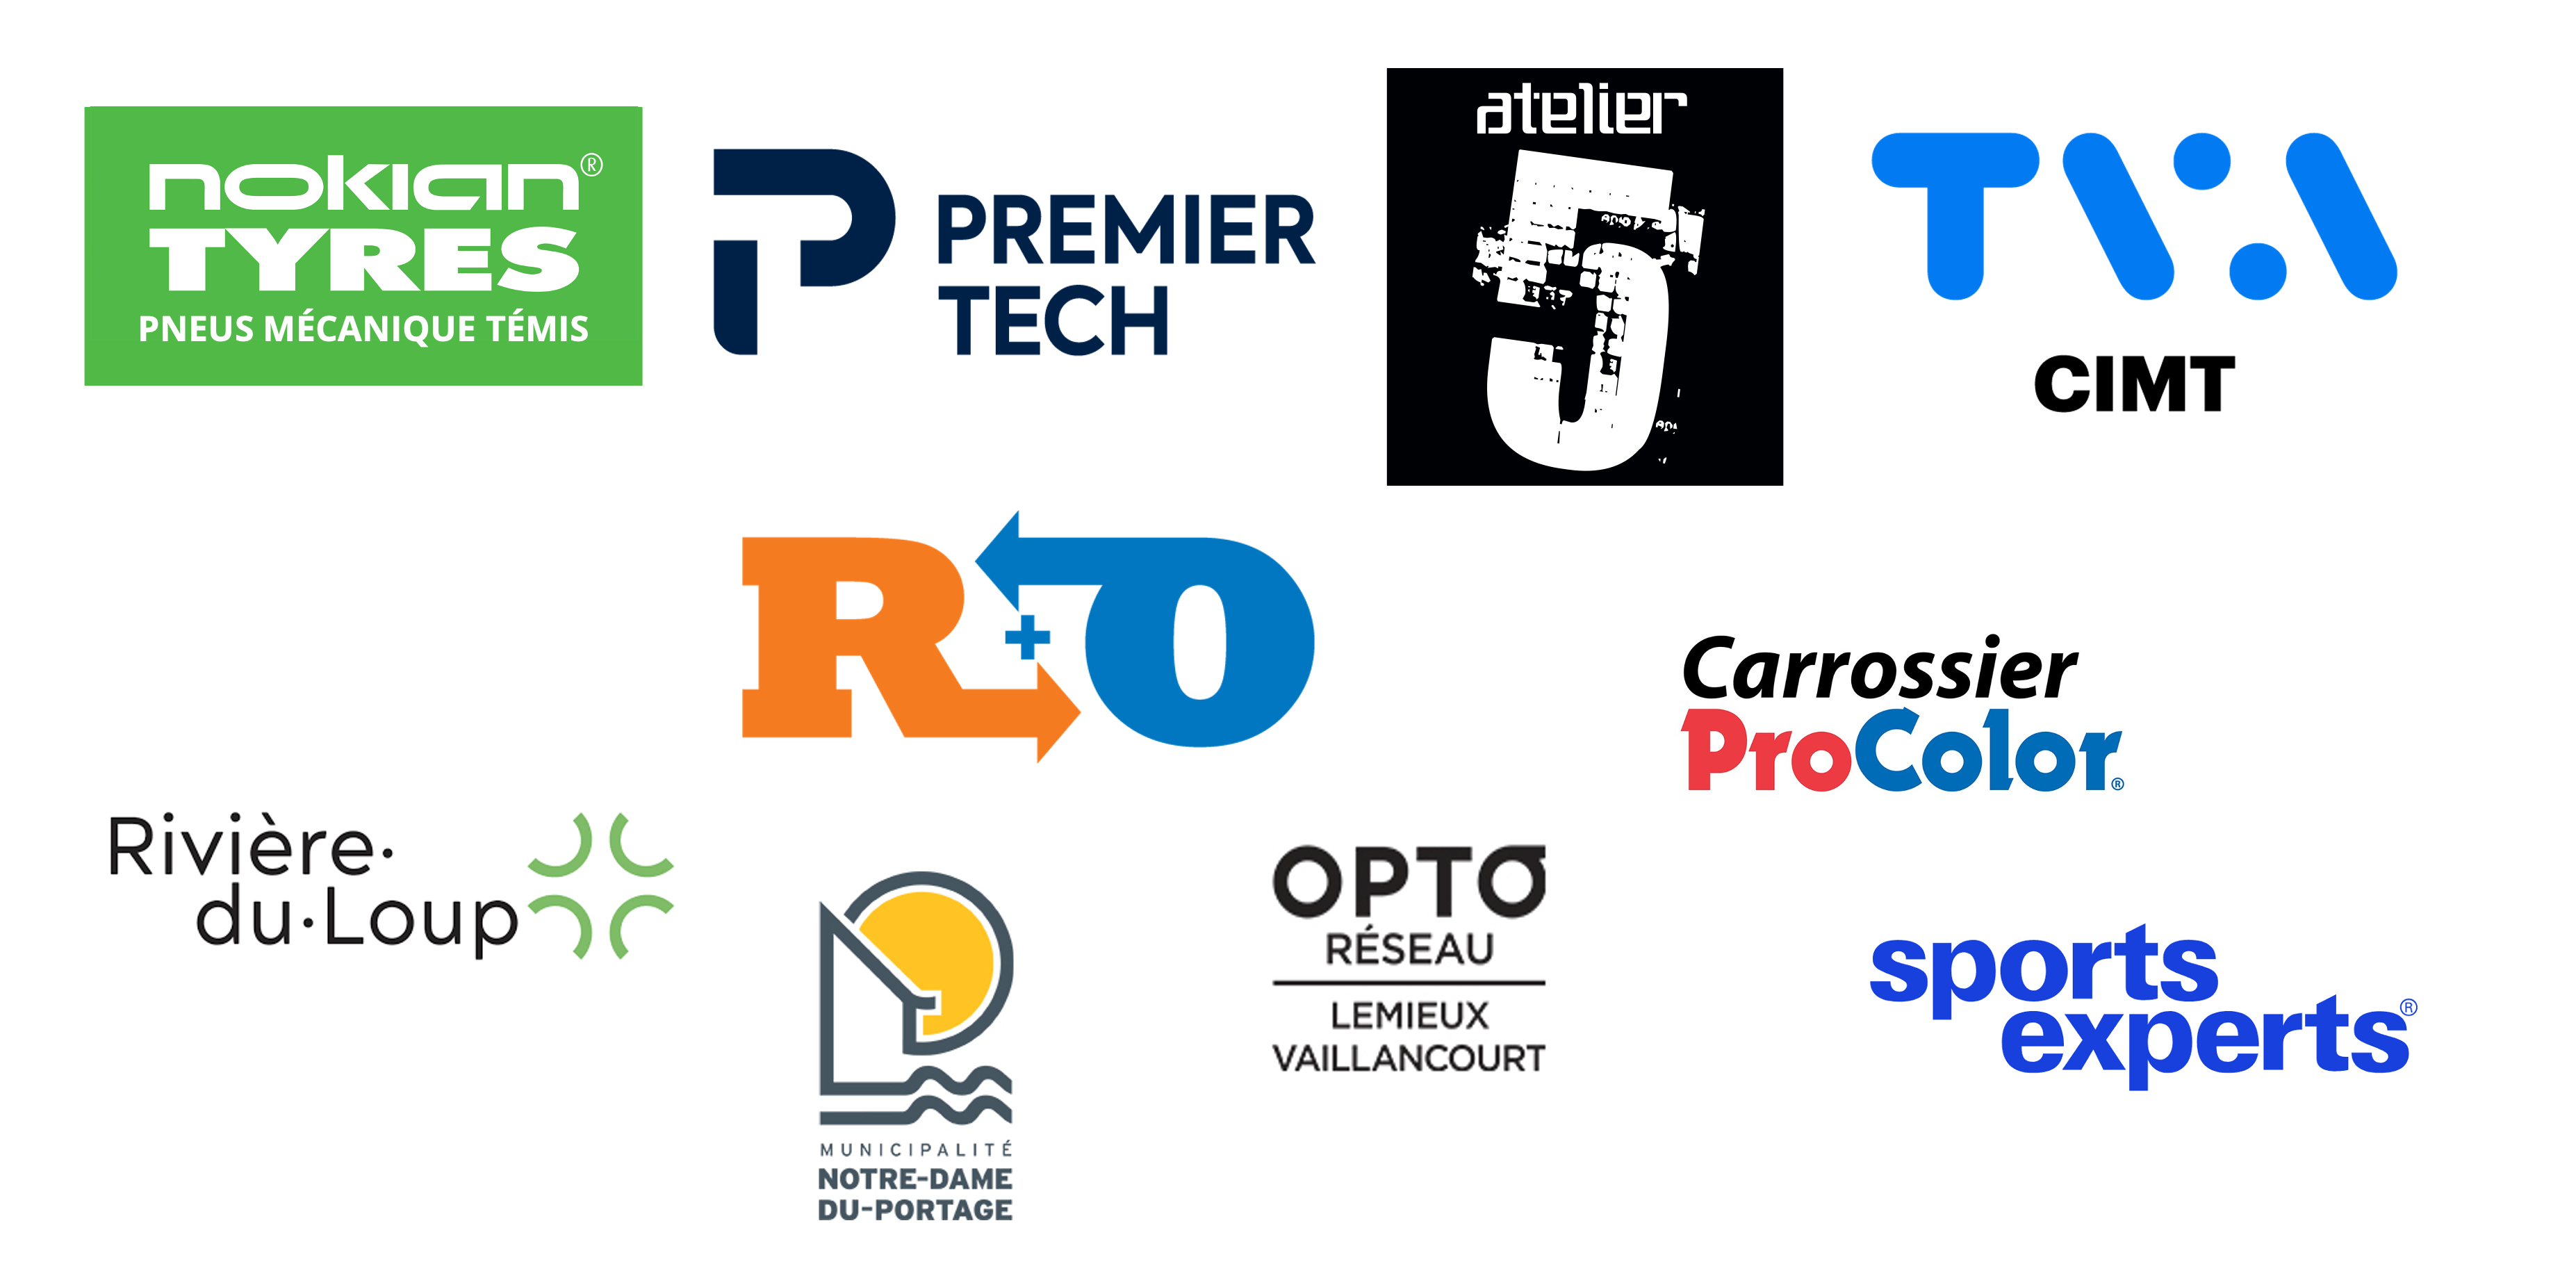 nokian®
TYRES
PNEUS MÉCANIQUE TÉMIS
PREMIER
TECH
atelier
5
TVA
CIMT
R+O
Carrossier
ProColor®
Rivière·
du·Loup
MUNICIPALITÉ
NOTRE-DAME
DU-PORTAGE
OPTO
RÉSEAU
LEMIEUX
VAILLANCOURT
sports
experts®